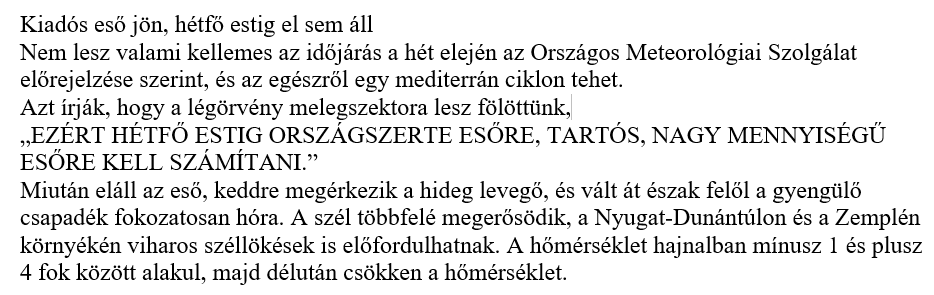 Kiadós eső jön, hétfő estig el sem áll
Nem lesz valami kellemes az időjárás a hét elején az Országos Meteorológiai Szolgálat
előrejelzése szerint, és az egészről egy mediterrán ciklon tehet.
Azt írják, hogy a légörvény melegszektora lesz fölöttünk,
„EZÉRT HÉTFŐ ESTIG ORSZÁGSZERTE ESŐRE, TARTÓS, NAGY MENNYISÉGŰ
ESŐRE KELL SZÁMÍTANI.”
Miután eláll az eső, keddre megérkezik a hideg levegő, és vált át észak felől a gyengülő
csapadék fokozatosan hóra. A szél többfelé megerősödik, a Nyugat-Dunántúlon és a Zemplén
környékén viharos széllökések is előfordulhatnak. A hőmérséklet hajnalban mínusz 1 és plusz
4 fok között alakul, majd délután csökken a hőmérséklet.